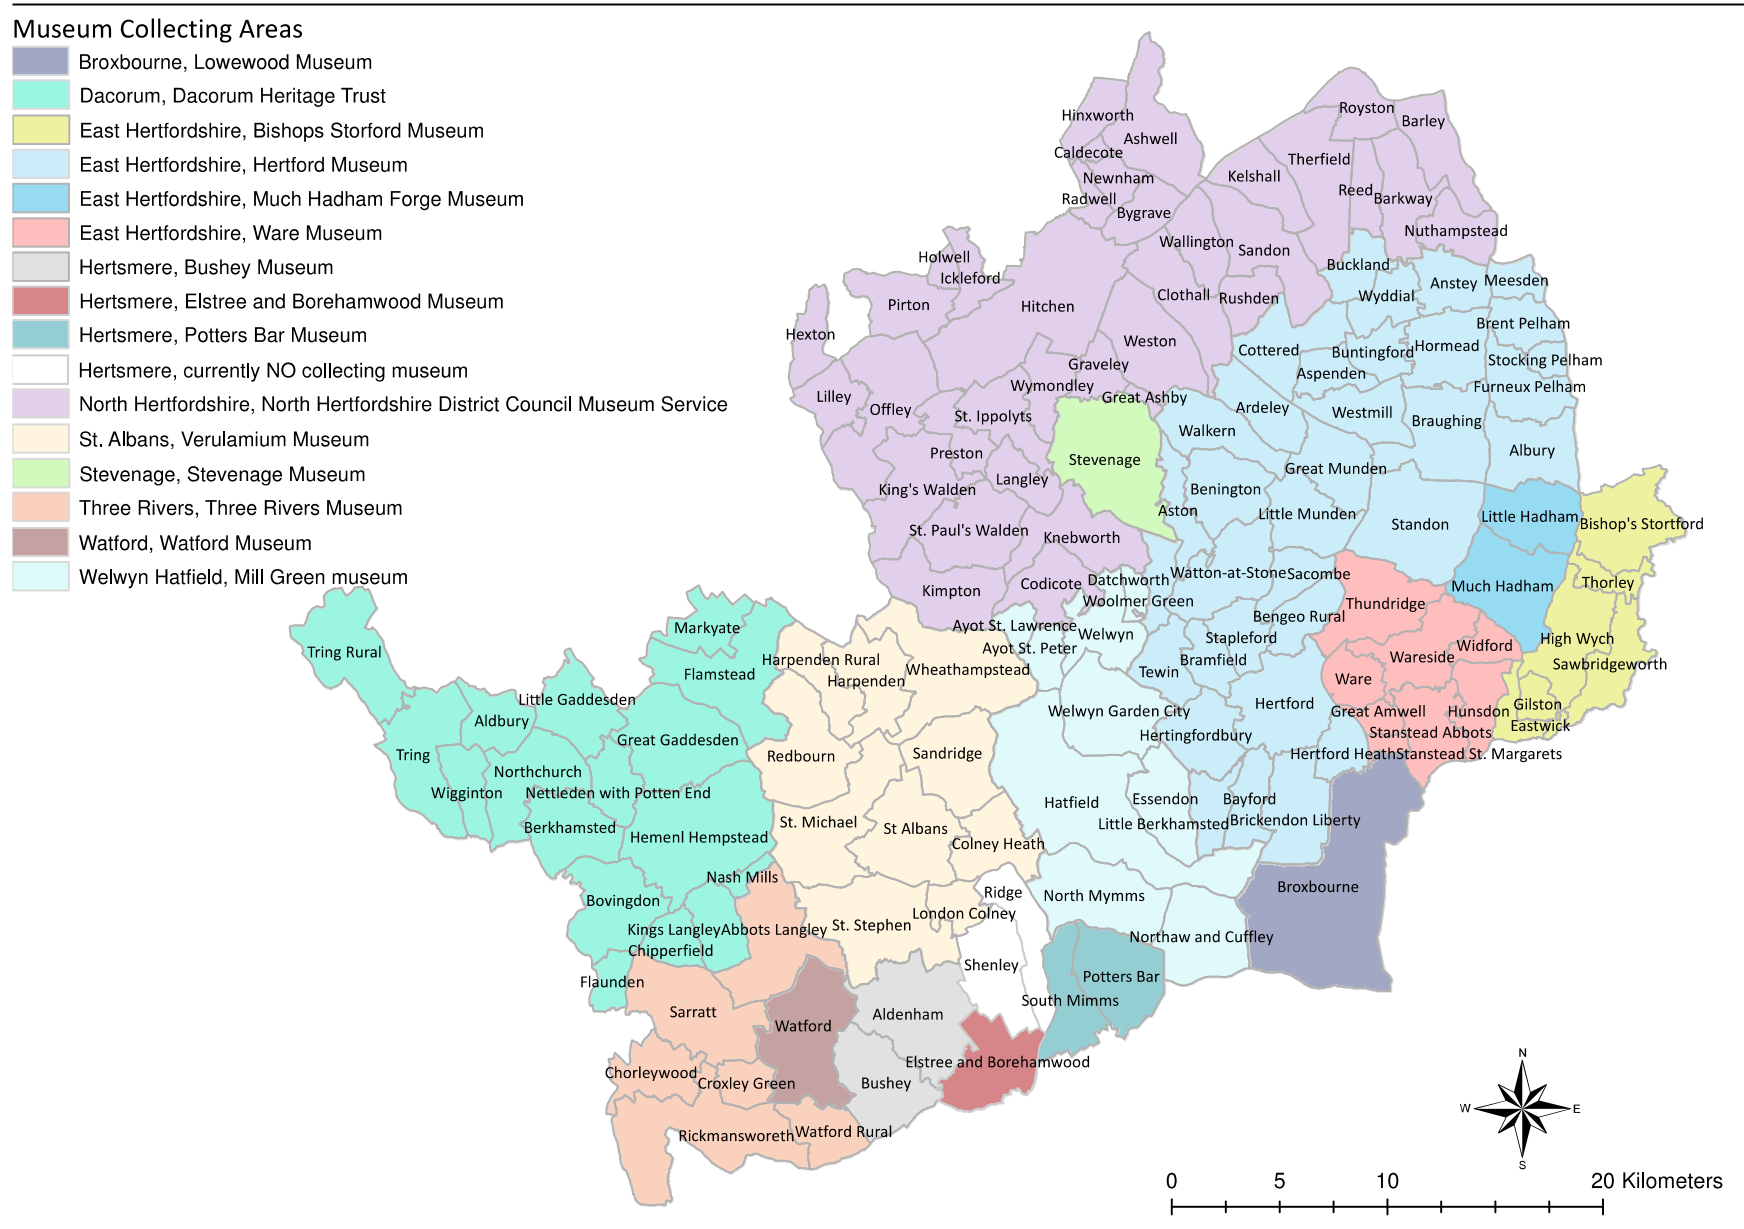 Museum Collecting Areas
Broxbourne, Lowewood Museum
Dacorum, Dacorum Heritage Trust
East Hertfordshire, Bishops Storford Museum
East Hertfordshire, Hertford Museum
East Hertfordshire, Much Hadham Forge Museum
East Hertfordshire, Ware Museum
Hertsmere, Bushey Museum
Hertsmere, Elstree and Borehamwood Museum
Hertsmere, Potters Bar Museum
Hertsmere, currently NO collecting museum
North Hertfordshire, North Hertfordshire District Council Museum Service
St. Albans, Verulamium Museum
Stevenage, Stevenage Museum
Three Rivers, Three Rivers Museum
Watford, Watford Museum
Welwyn Hatfield, Mill Green museum
Hinxworth
Royston
Barley
Ashwell
Caldecote
Therfield
Newnham
Kelshall
Reed
Radwell
Barkway
Bygrave
Nuthampstead
Wallington
Sandon
Holwell
Buckland
Ickleford
Anstey
Meesden
Pirton
Hitchen
Clothall
Rushden
Wyddial
Hexton
Weston
Brent Pelham
Cottered
Buntingford
Hormead
Stocking Pelham
Graveley
Aspenden
Wymondley
Furneux Pelham
Lilley
Offley
Great Ashby
St. Ippolyts
Ardeley
Westmill
Braughing
Walkern
Preston
Stevenage
Albury
Great Munden
King's Walden
Langley
Benington
Aston
Little Munden
Little Hadham
Bishop's Stortford
St. Paul's Walden
Knebworth
Standon
Kimpton
Codicote
Datchworth
Watton-at-Stone
Sacombe
Much Hadham
Thorley
Woolmer Green
Thundridge
Bengeo Rural
Markyate
Ayot St. Lawrence
Welwyn
Stapleford
High Wych
Tring Rural
Ayot St. Peter
Widford
Harpenden Rural
Bramfield
Wareside
Sawbridgeworth
Flamstead
Harpenden
Wheathampstead
Tewin
Ware
Little Gaddesden
Hertford
Gilston
Aldbury
Welwyn Garden City
Great Amwell
Hunsdon
Eastwick
Great Gaddesden
Hertingfordbury
Stanstead Abbots
Tring
Redbourn
Sandridge
Hertford Heath
Stanstead St. Margarets
Northchurch
Wigginton
Nettleden with Potten End
Hatfield
Essendon
Bayford
Berkhamsted
Hemenl Hempstead
St. Michael
St Albans
Little Berkhamsted
Brickendon Liberty
Colney Heath
Nash Mills
Ridge
North Mymms
Broxbourne
Bovingdon
London Colney
Kings Langley
Abbots Langley
St. Stephen
Northaw and Cuffley
Chipperfield
Shenley
Potters Bar
Flaunden
South Mimms
Sarratt
Watford
Aldenham
Elstree and Borehamwood
Chorleywood
Croxley Green
Bushey
Rickmansworeth
Watford Rural
N
W
E
S
0
5
10
20 Kilometers